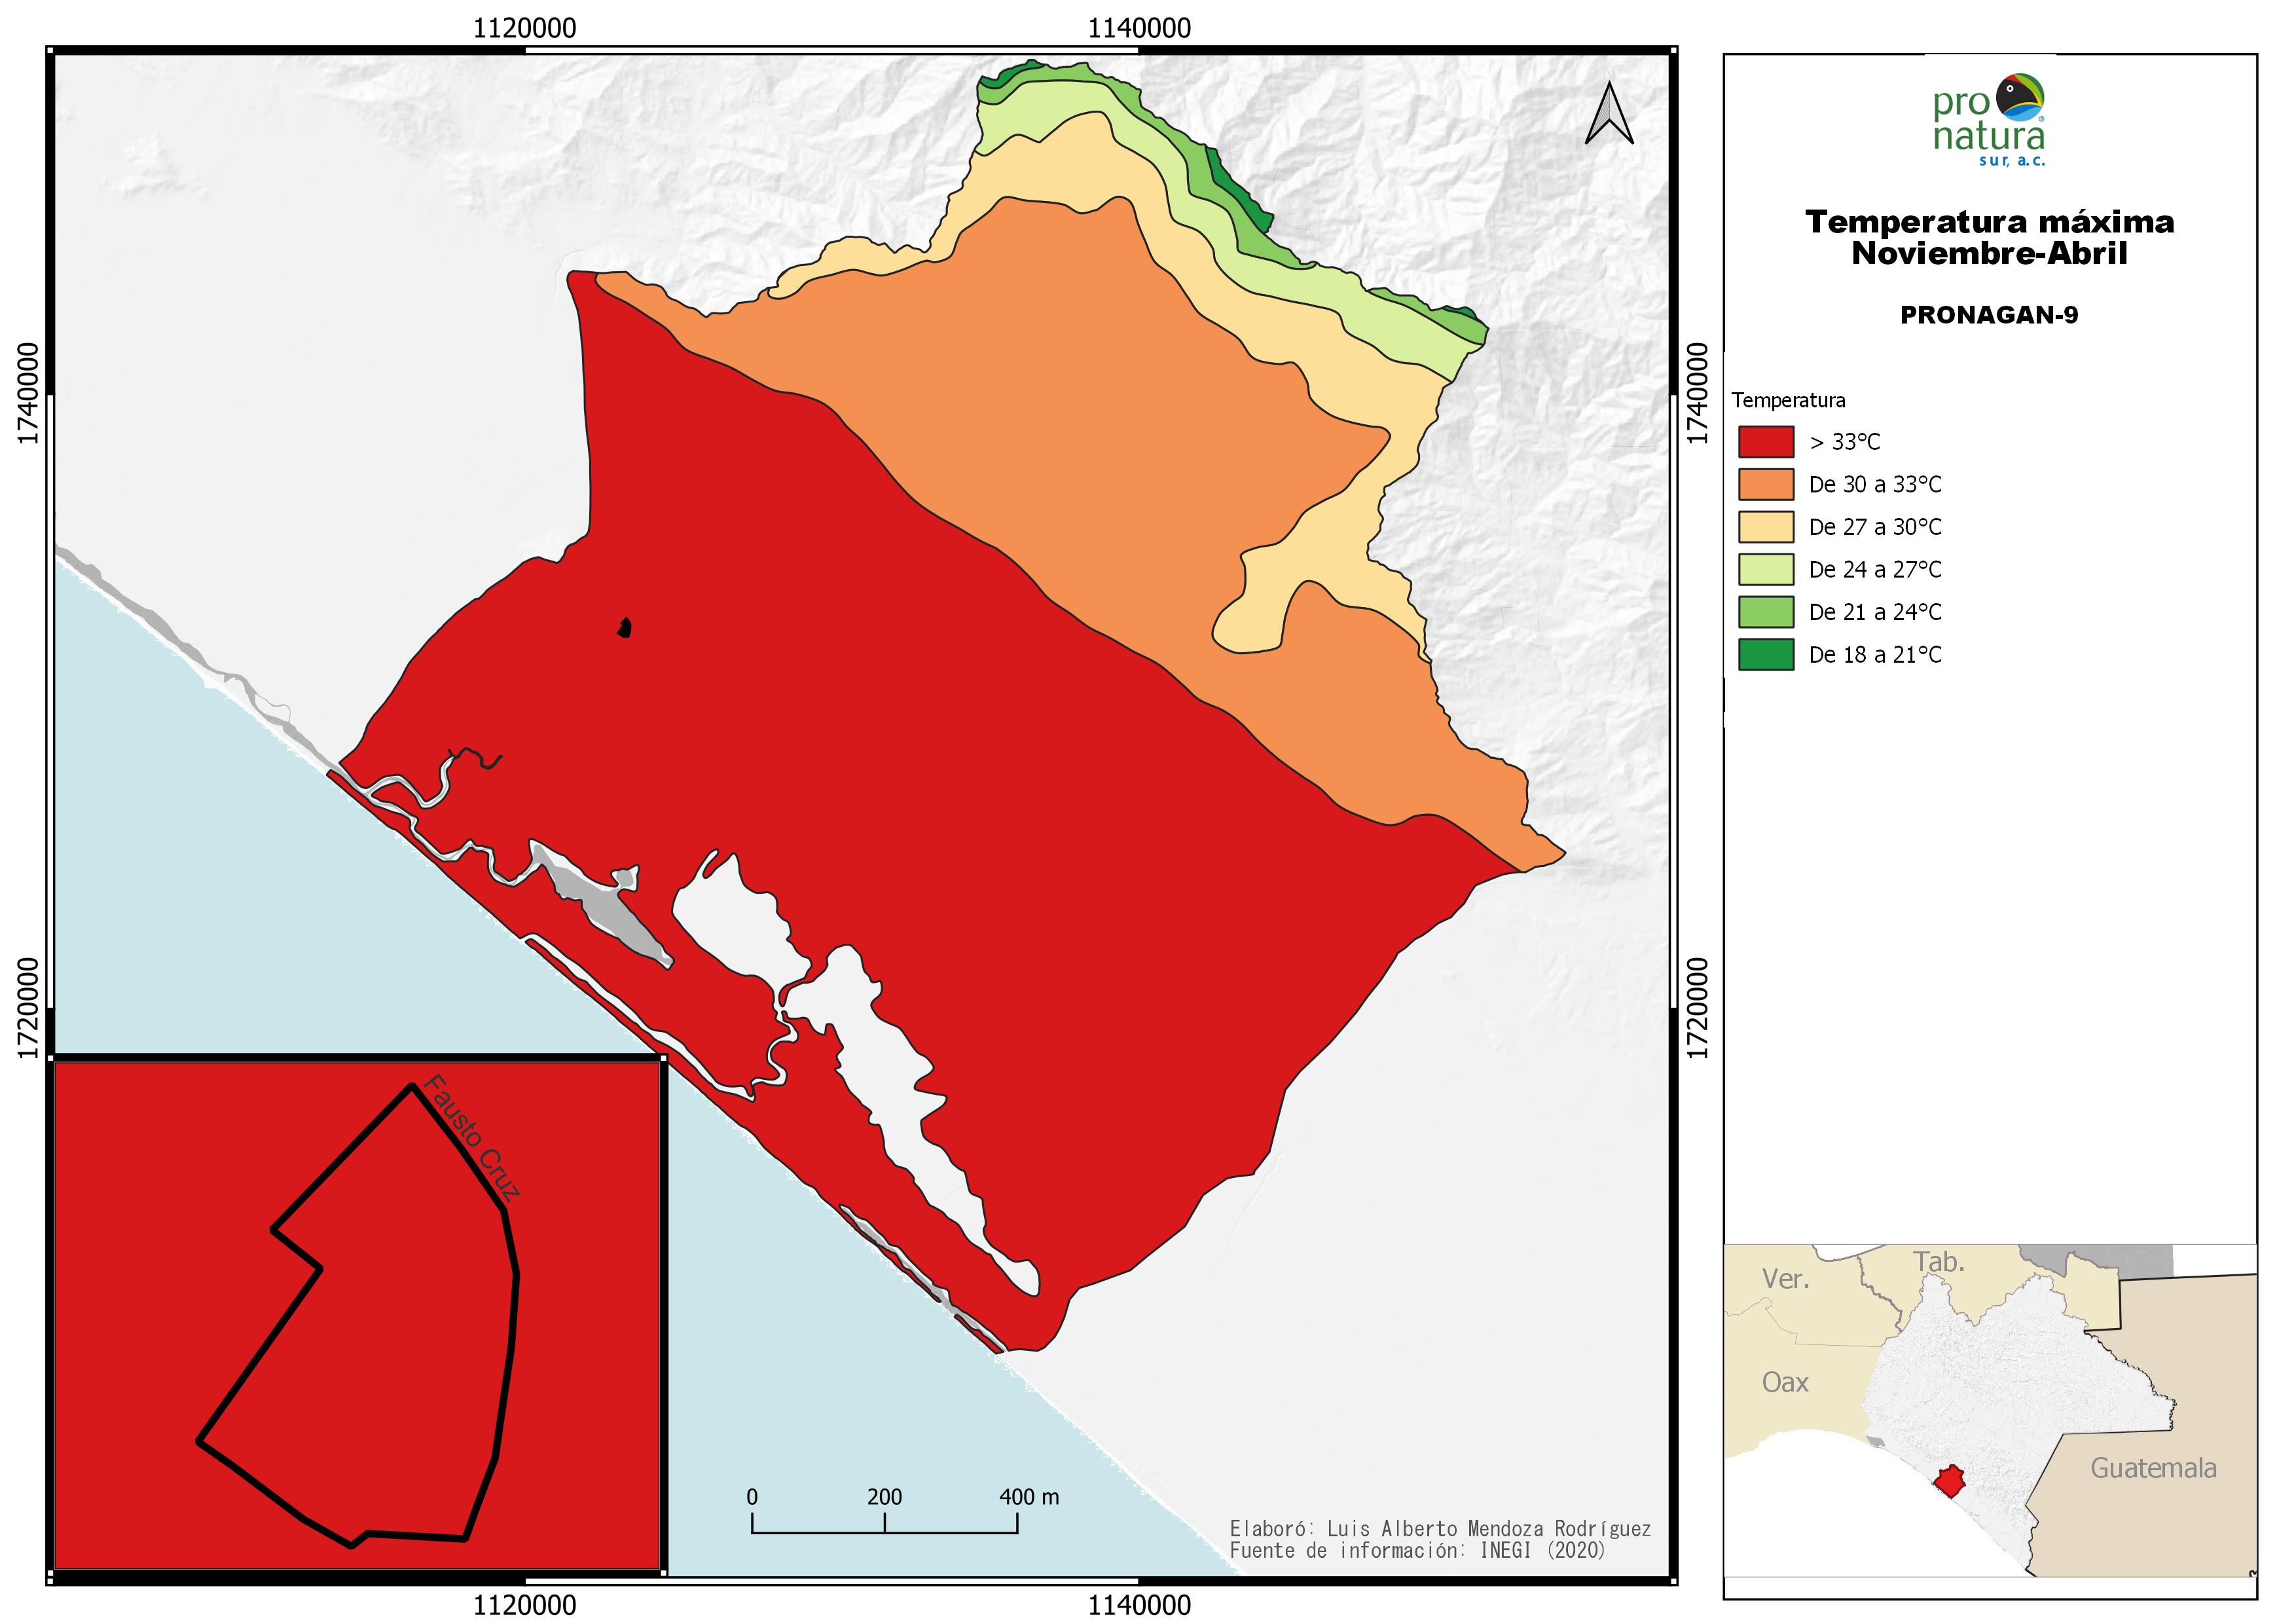 1120000
1140000
1740000
1720000
1740000
1720000
1120000
1140000
Fausto Cruz
0
200
400 m
Elaboró: Luis Alberto Mendoza Rodríguez
Fuente de información: INEGI (2020)
pro
natura
sur, a.c.
Temperatura máxima
Noviembre-Abril
PRONAGAN-9
Temperatura
> 33°C
De 30 a 33°C
De 27 a 30°C
De 24 a 27°C
De 21 a 24°C
De 18 a 21°C
Ver.
Tab.
Oax
Guatemala